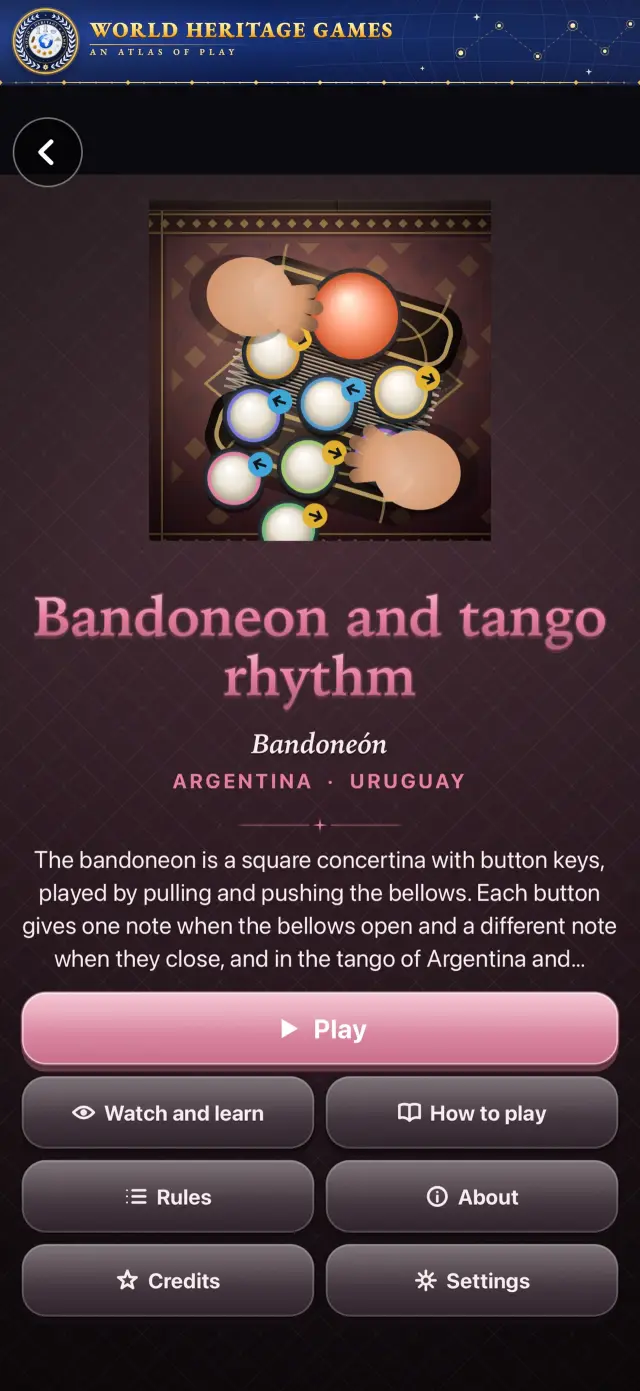 WORLD HERITAGE GAMES
AN ATLAS OF PLAY
Bandoneon and tango
rhythm
Bandoneón
ARGENTINA · URUGUAY
The bandoneon is a square concertina with button keys,
played by pulling and pushing the bellows. Each button
gives one note when the bellows open and a different note
when they close, and in the tango of Argentina and...
Play
Watch and learn
How to play
Rules
About
Credits
Settings